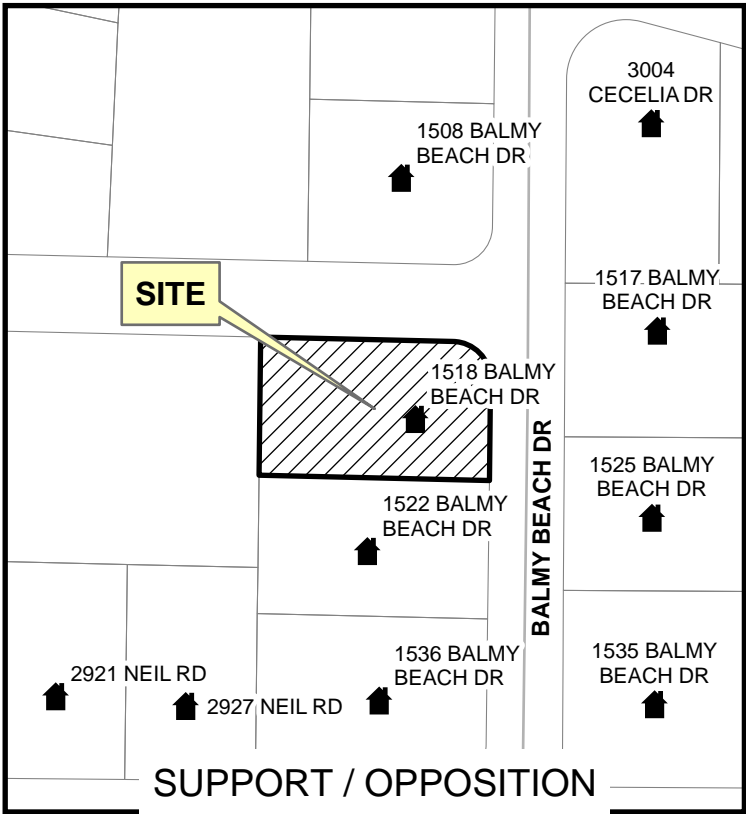 3004
CECELIA DR
1508 BALMY
BEACH DR
SITE
1517 BALMY
BEACH DR
1518 BALMY
BEACH DR
BALMY BEACH DR
1525 BALMY
BEACH DR
1522 BALMY
BEACH DR
1536 BALMY
BEACH DR
1535 BALMY
BEACH DR
2921 NEIL RD
2927 NEIL RD
SUPPORT / OPPOSITION